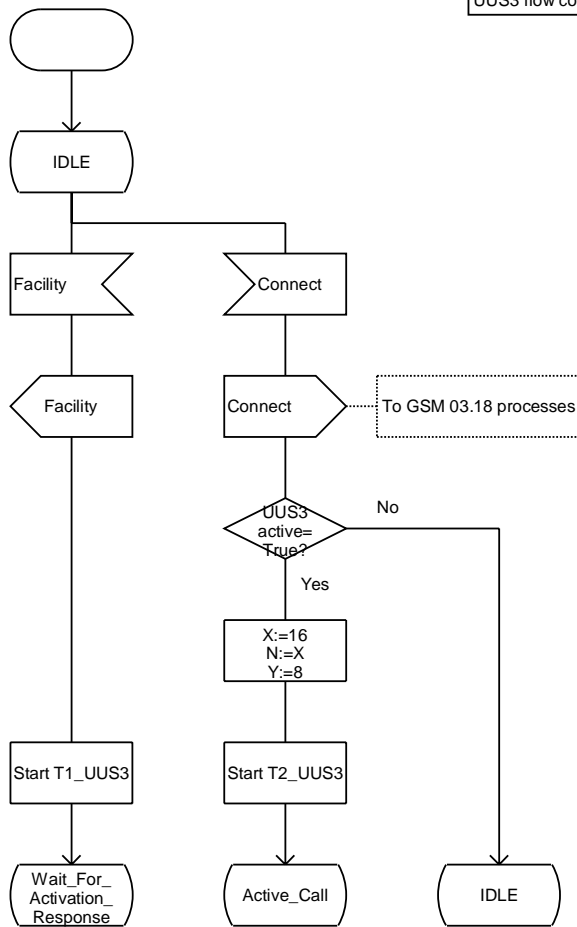 UUS3 flow co
IDLE
Facility
Connect
Facility
Connect
To GSM 03.18 processes
UUS3
active=
True?
No
Yes
X:=16
N:=X
Y:=8
Start T1_UUS3
Start T2_UUS3
Wait_For_
Activation_
Response
Active_Call
IDLE